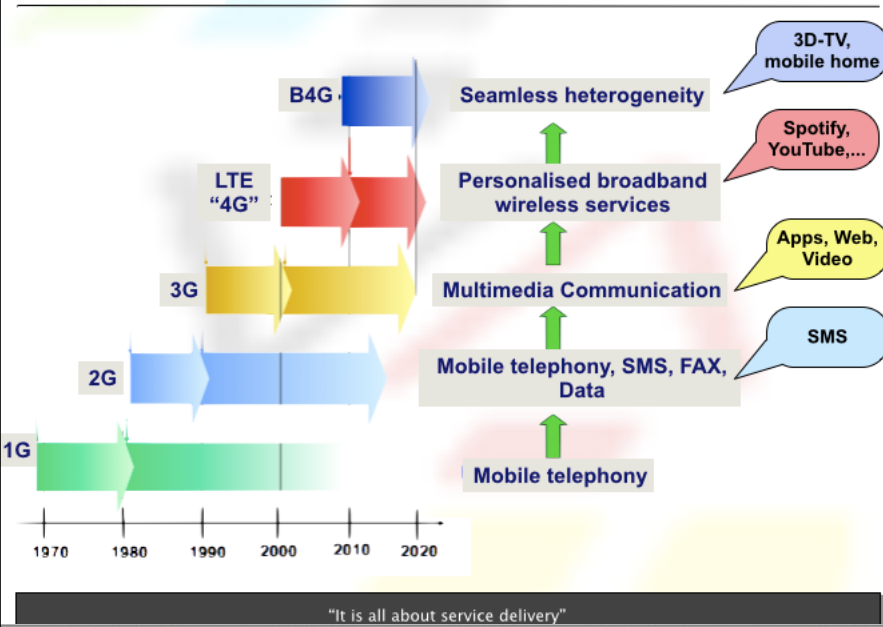 3D-TV,
mobile home
B4G
Seamless heterogeneity
Spotify,
YouTube,...
LTE
“4G”
Personalised broadband
wireless services
Apps, Web,
Video
3G
Multimedia Communication
SMS
2G
Mobile telephony, SMS, FAX,
Data
1G
Mobile telephony
1970 1980 1990 2000 2010 2020
“It is all about service delivery”